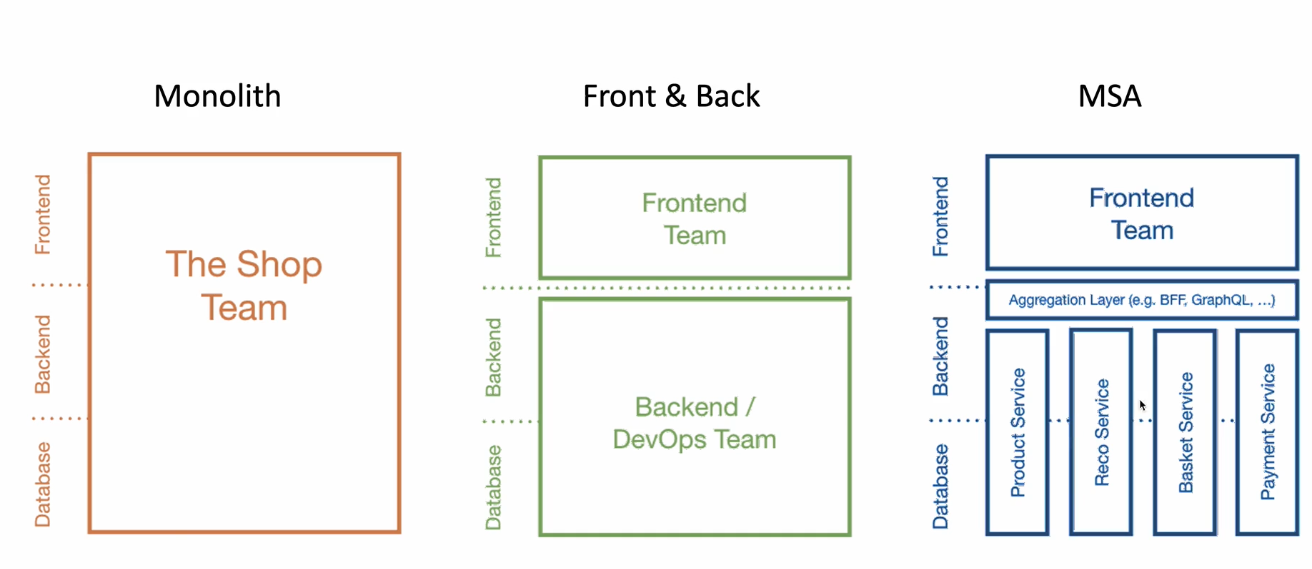 Monolith
Front & Back
MSA
Frontend
Backend
Database
The Shop
Team
Frontend
Backend
Database
Frontend
Team
Backend /
DevOps Team
Frontend
Backend
Database
Frontend
Team
Aggregation Layer (e.g. BFF, GraphQL, ...)
Product Service
Reco Service
Basket Service
Payment Service